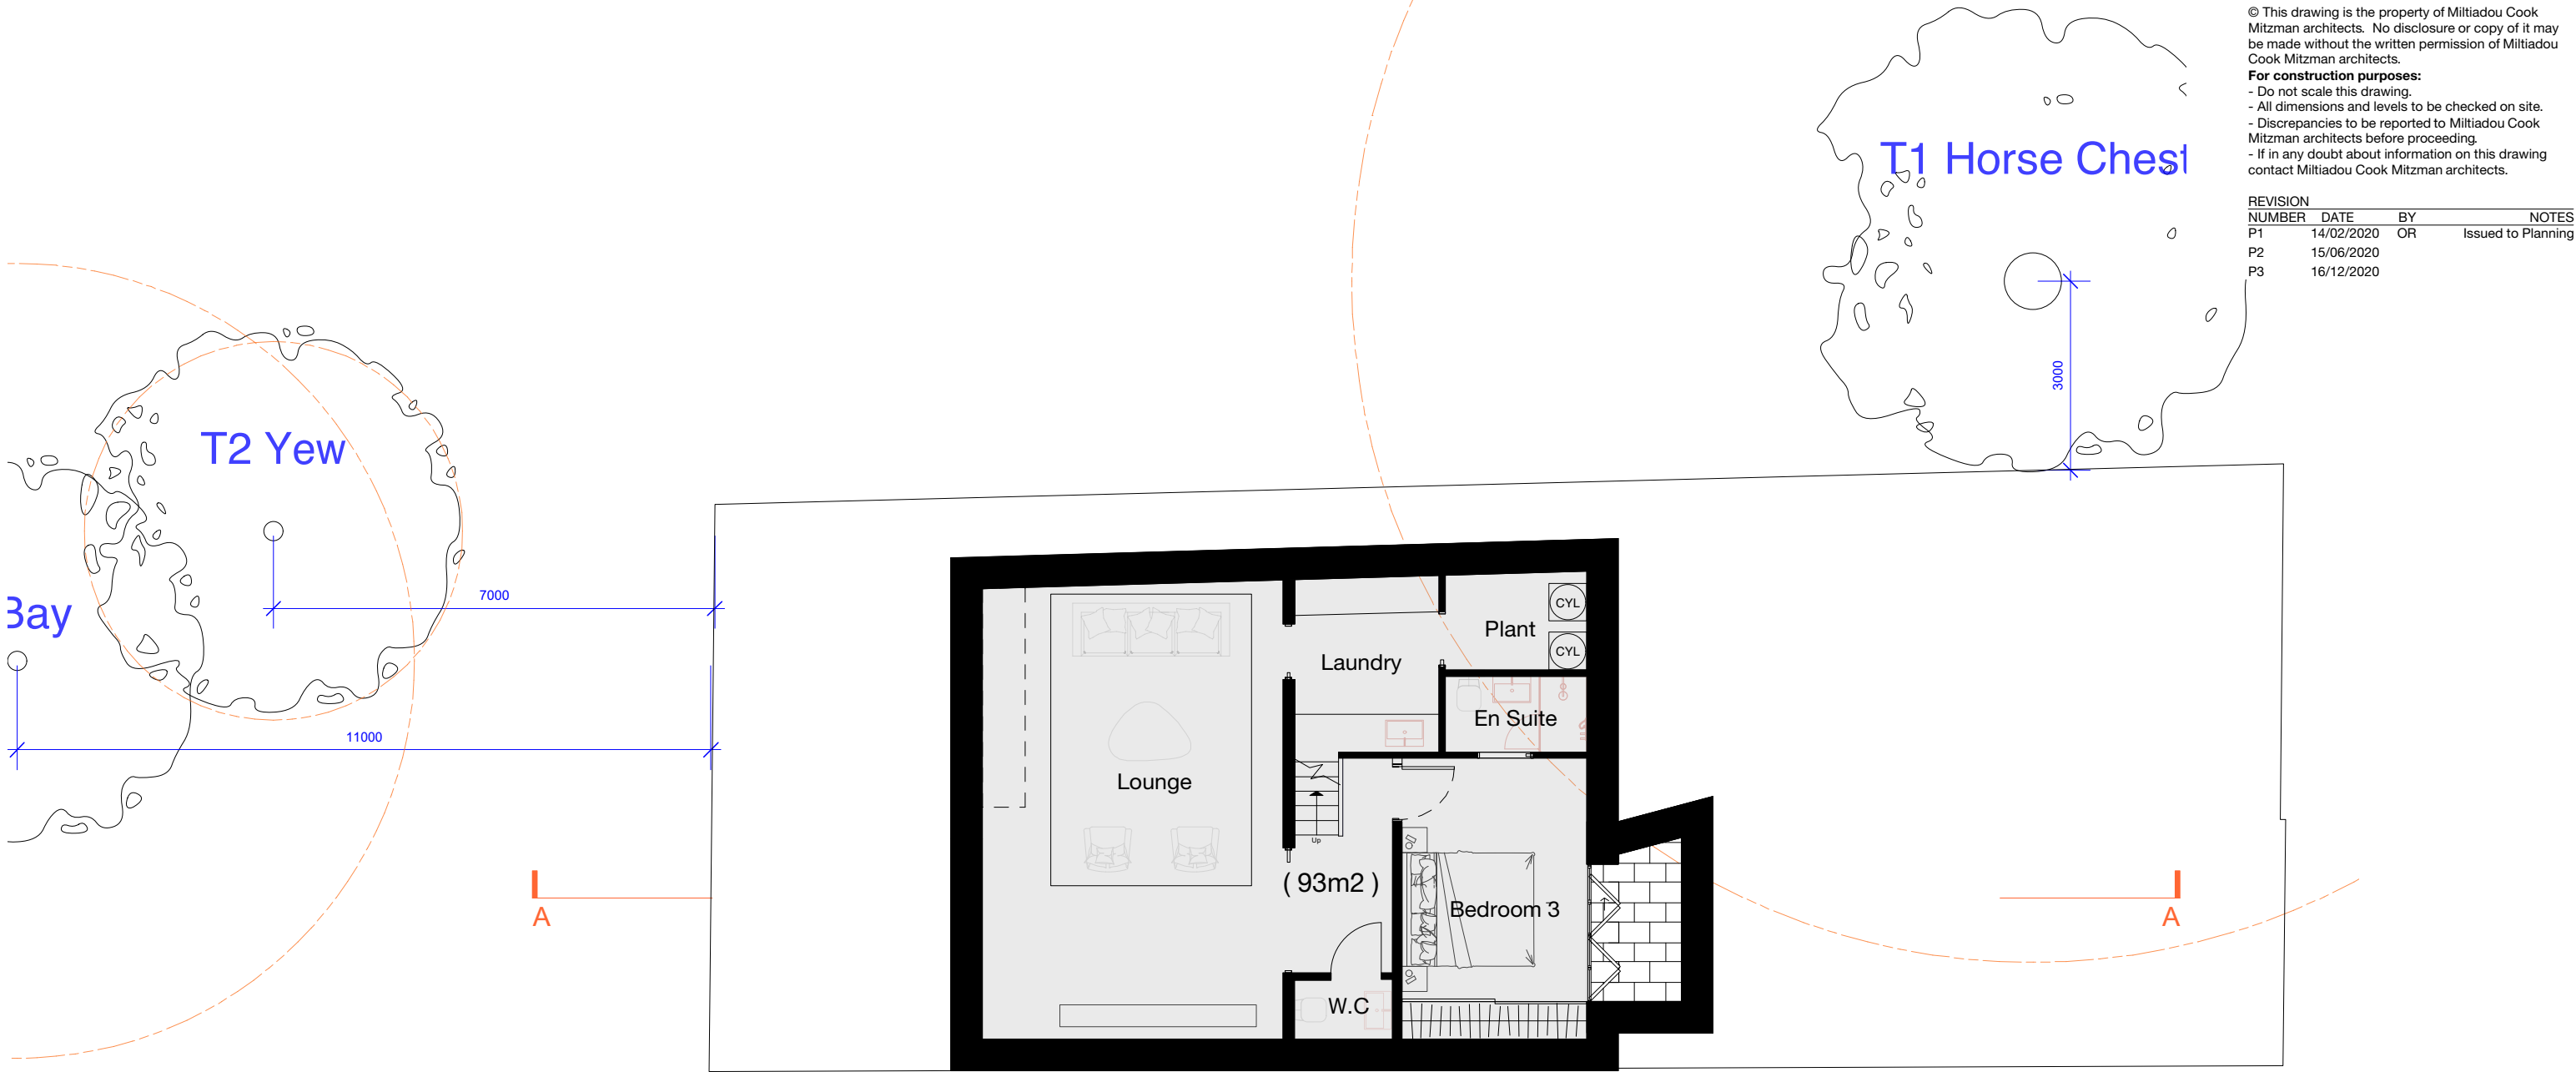 © This drawing is the property of Miltiadou Cook
Mitzman architects. No disclosure or copy of it may
be made without the written permission of Miltiadou
Cook Mitzman architects.
For construction purposes:
- Do not scale this drawing.
- All dimensions and levels to be checked on site.
- Discrepancies to be reported to Miltiadou Cook
Mitzman architects before proceeding.
- If in any doubt about information on this drawing
contact Miltiadou Cook Mitzman architects.
REVISION
NUMBER DATE BY NOTES
P1 14/02/2020 OR Issued to Planning
P2 15/06/2020
P3 16/12/2020
T1 Horse Chest
3000
T2 Yew
Bay
7000
11000
CYL
Plant
CYL
Laundry
En Suite
Lounge
Up
( 93m2 )
Bedroom 3
W.C
A
A